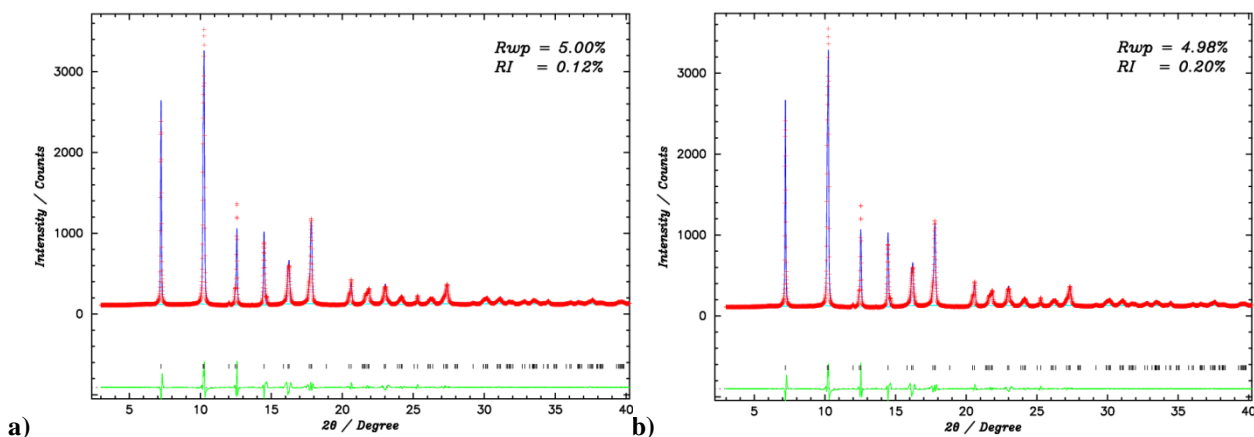 Rwp = 5.00%
RI = 0.12%
3000
2000
1000
0
Intensity / Counts
5 10 15 20 25 30 35 40
2θ / Degree
a)
Rwp = 4.98%
RI = 0.20%
3000
2000
1000
0
Intensity / Counts
5 10 15 20 25 30 35 40
2θ / Degree
b)